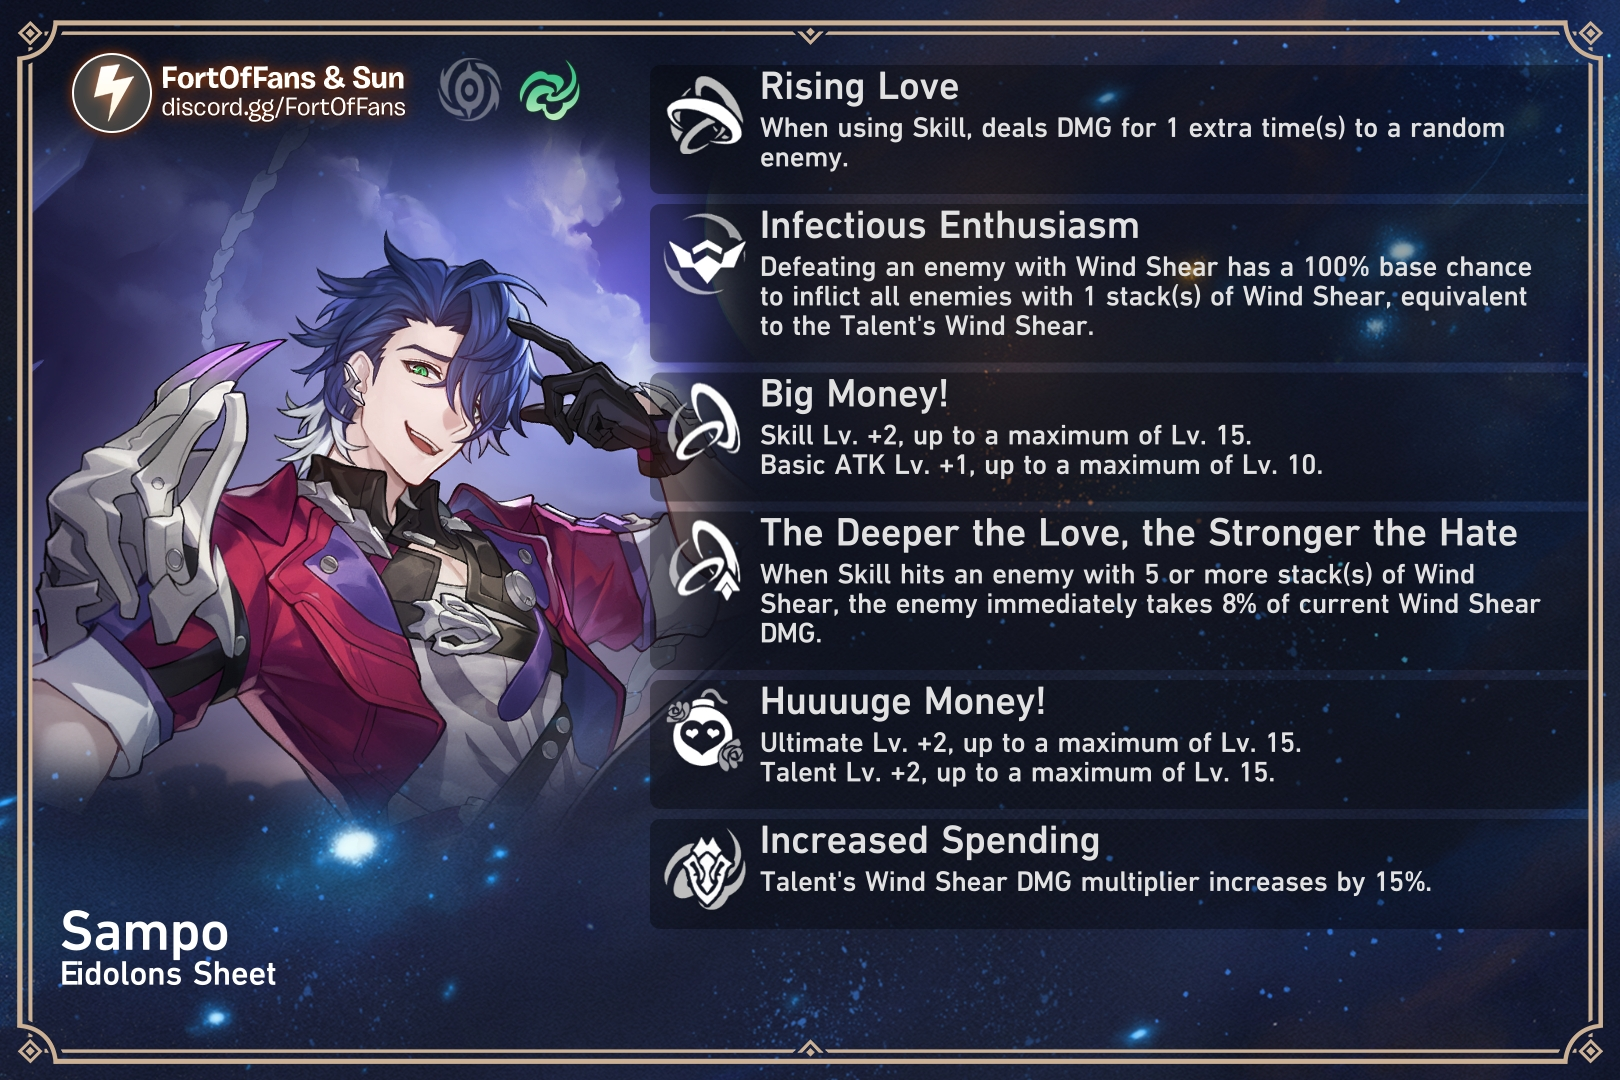 FortOfFans & Sun
discord.gg/FortOfFans
Rising Love
When using Skill, deals DMG for 1 extra time(s) to a random
enemy.
Infectious Enthusiasm
Defeating an enemy with Wind Shear has a 100% base chance
to inflict all enemies with 1 stack(s) of Wind Shear, equivalent
to the Talent's Wind Shear.
Big Money!
Skill Lv. +2, up to a maximum of Lv. 15.
Basic ATK Lv. +1, up to a maximum of Lv. 10.
The Deeper the Love, the Stronger the Hate
When Skill hits an enemy with 5 or more stack(s) of Wind
Shear, the enemy immediately takes 8% of current Wind Shear
DMG.
Huuuuge Money!
Ultimate Lv. +2, up to a maximum of Lv. 15.
Talent Lv. +2, up to a maximum of Lv. 15.
Increased Spending
Talent's Wind Shear DMG multiplier increases by 15%.
Sampo
Eidolons Sheet